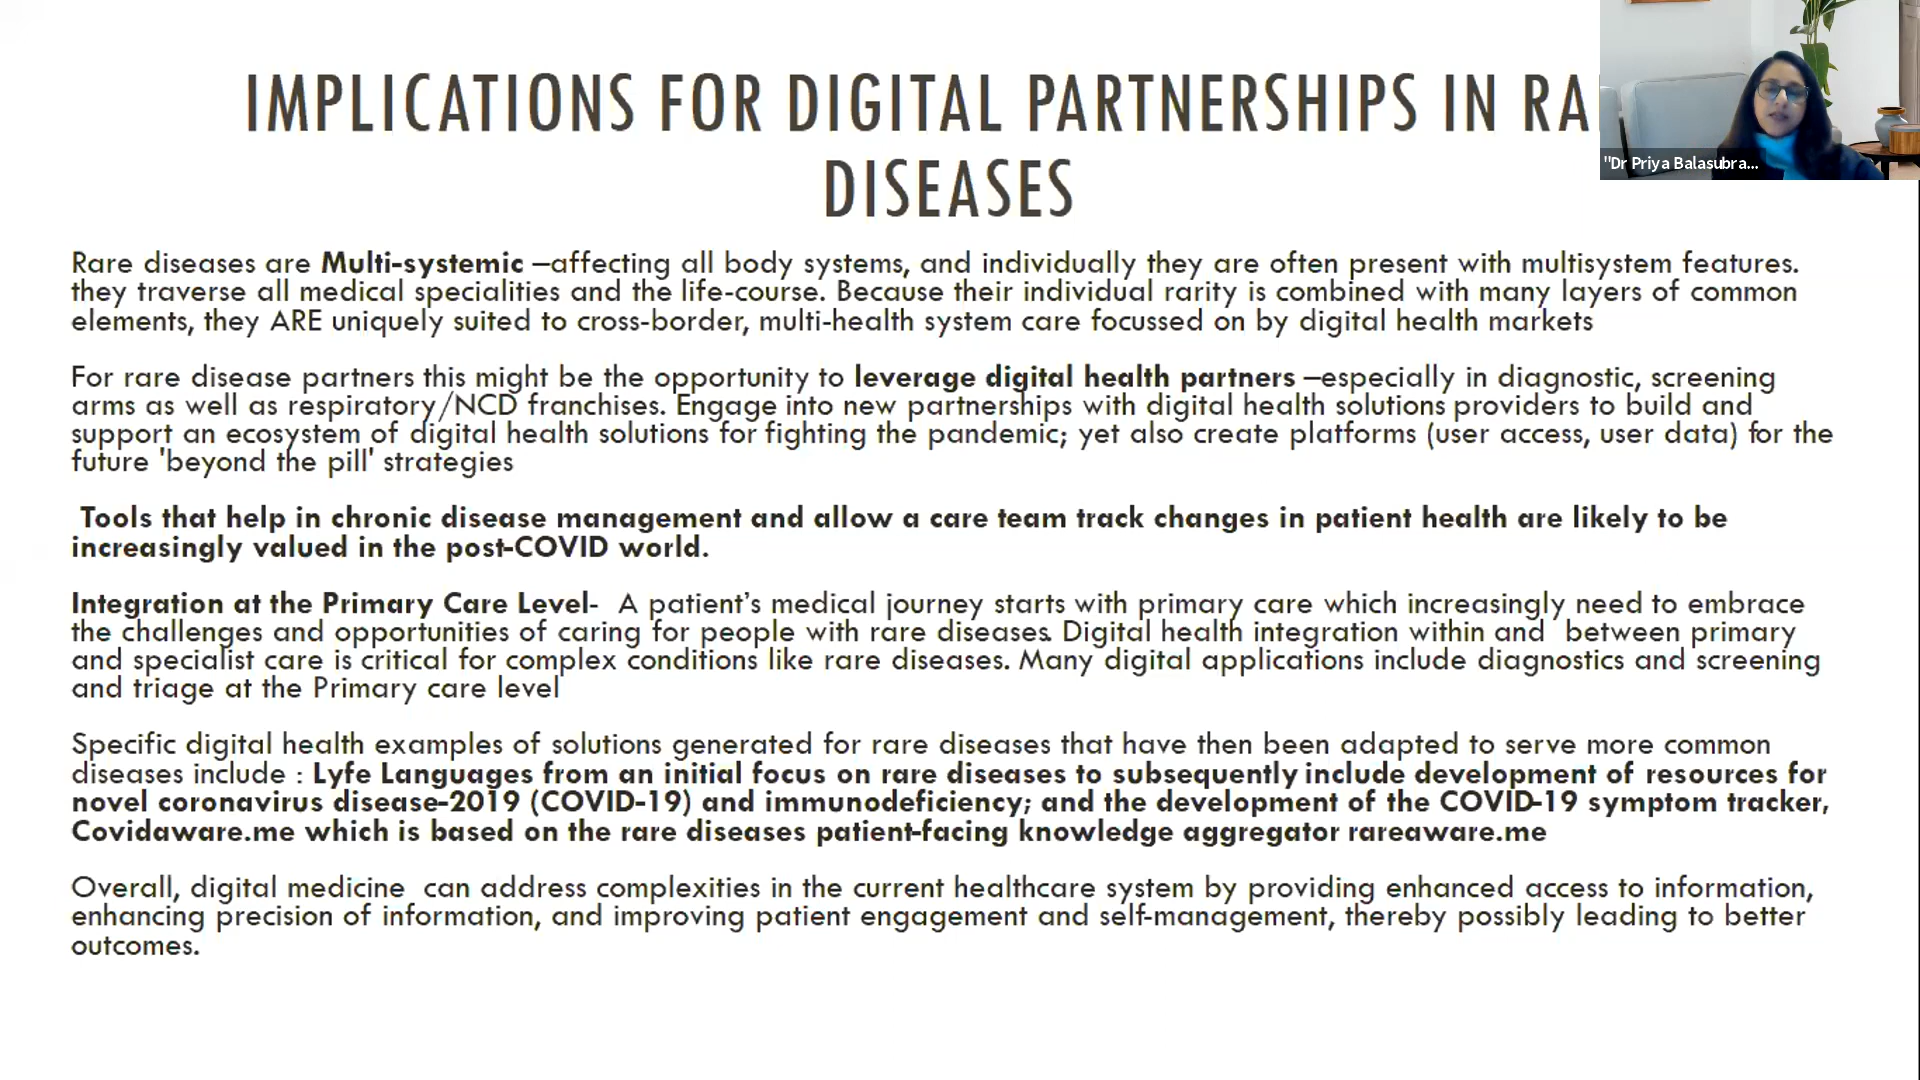 IMPLICATIONS FOR DIGITAL PARTNERSHIPS IN RA
DISEASES
"Dr Priya Balasubra...
Rare diseases are Multi-systemic –affecting all body systems, and individually they are often present with multisystem features.
they traverse all medical specialities and the life-course. Because their individual rarity is combined with many layers of common
elements, they ARE uniquely suited to cross-border, multi-health system care focussed on by digital health markets
For rare disease partners this might be the opportunity to leverage digital health partners –especially in diagnostic, screening
arms as well as respiratory/NCD franchises. Engage into new partnerships with digital health solutions providers to build and
support an ecosystem of digital health solutions for fighting the pandemic; yet also create platforms (user access, user data) for the
future 'beyond the pill' strategies
Tools that help in chronic disease management and allow a care team track changes in patient health are likely to be
increasingly valued in the post-COVID world.
Integration at the Primary Care Level- A patient’s medical journey starts with primary care which increasingly need to embrace
the challenges and opportunities of caring for people with rare diseases. Digital health integration within and between primary
and specialist care is critical for complex conditions like rare diseases. Many digital applications include diagnostics and screening
and triage at the Primary care level
Specific digital health examples of solutions generated for rare diseases that have then been adapted to serve more common
diseases include : Lyfe Languages from an initial focus on rare diseases to subsequently include development of resources for
novel coronavirus disease-2019 (COVID-19) and immunodeficiency; and the development of the COVID-19 symptom tracker,
Covidaware.me which is based on the rare diseases patient-facing knowledge aggregator rareaware.me
Overall, digital medicine can address complexities in the current healthcare system by providing enhanced access to information,
enhancing precision of information, and improving patient engagement and self-management, thereby possibly leading to better
outcomes.